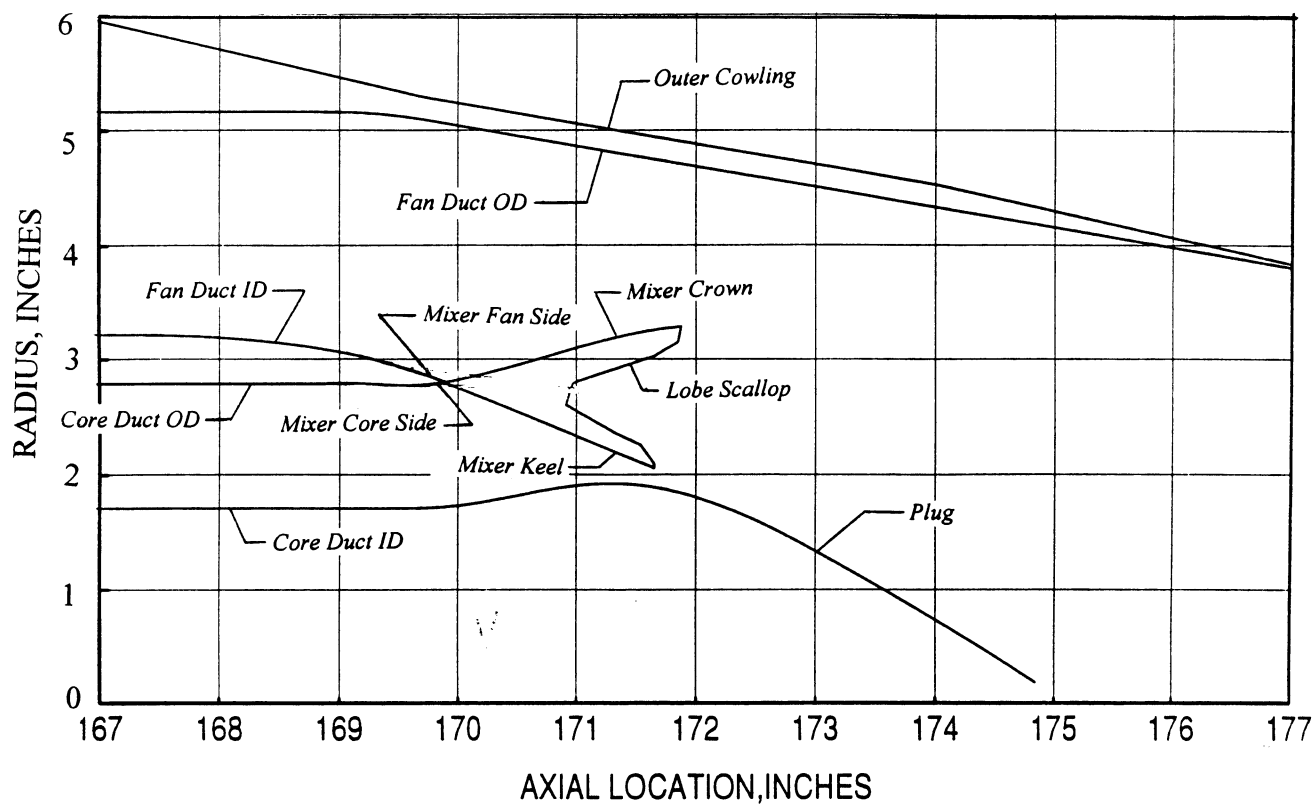 6
Outer Cowling
5
Fan Duct OD
4
RADIUS, INCHES
Fan Duct ID
Mixer Crown
Mixer Fan Side
3
Lobe Scallop
Core Duct OD
Mixer Core Side
Mixer Keel
2
Plug
Core Duct ID
1
0
167 168 169 170 171 172 173 174 175 176 177
AXIAL LOCATION,INCHES